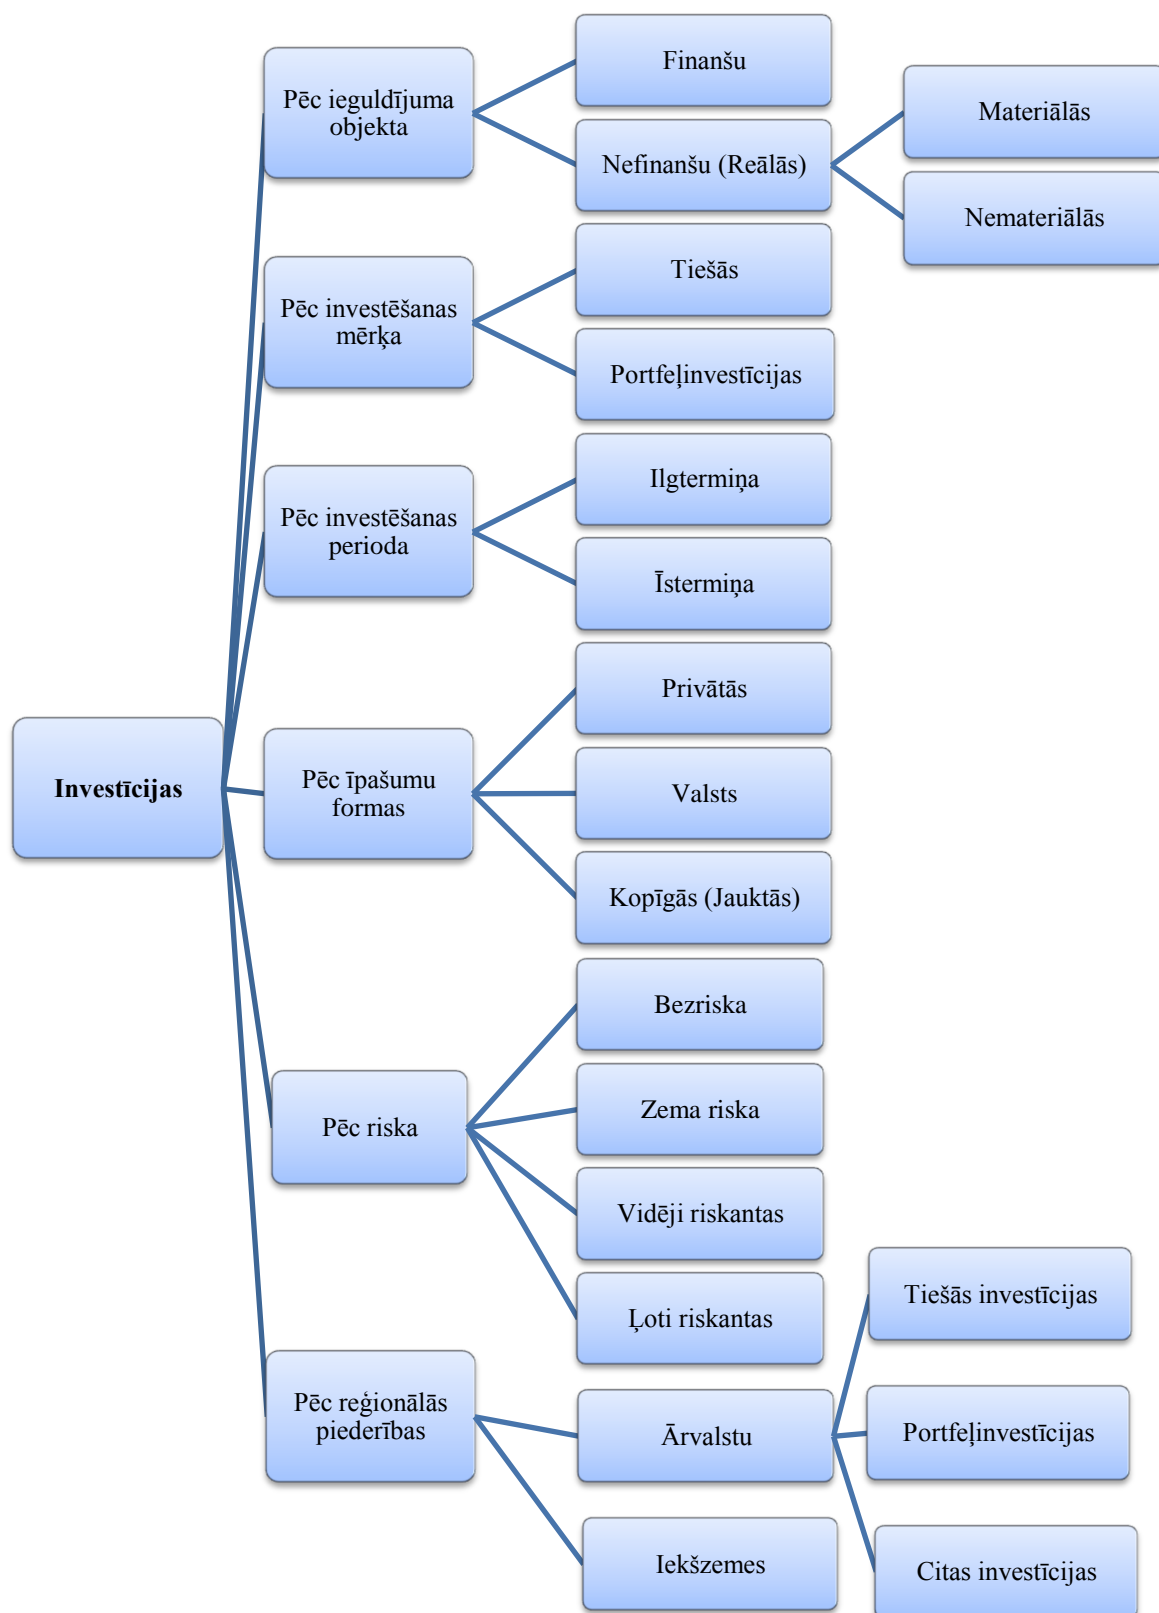 Investīcijas
Pēc ieguldījuma
objekta
Finanšu
Nefinanšu (Reālās)
Materiālās
Nemateriālās
Pēc investēšanas
mērķa
Tiešās
Portfeļinvestīcijas
Pēc investēšanas
perioda
Ilgtermiņa
Īstermiņa
Pēc īpašumu
formas
Privātās
Valsts
Kopīgās (Jauktās)
Pēc riska
Bezriska
Zema riska
Vidēji riskantas
Ļoti riskantas
Pēc reģionālās
piederības
Ārvalstu
Tiešās investīcijas
Portfeļinvestīcijas
Citas investīcijas
Iekšzemes